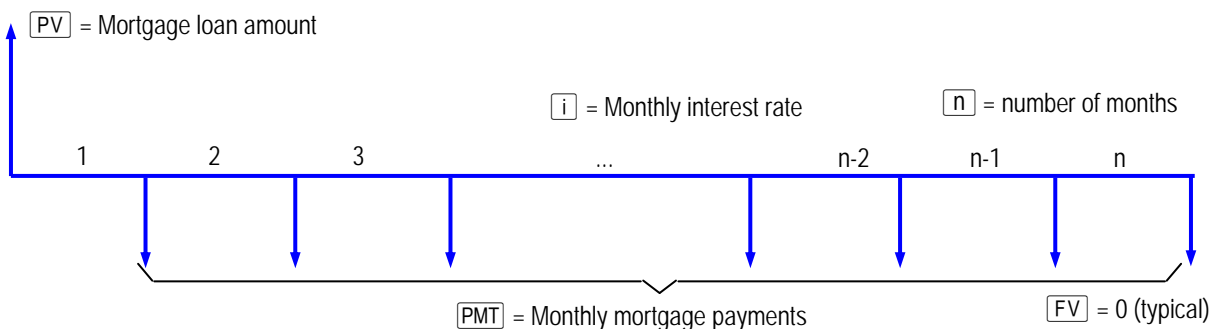 PV = Mortgage loan amount
i = Monthly interest rate
n = number of months
1 2 3 ... n-2 n-1 n
PMT = Monthly mortgage payments
FV = 0 (typical)